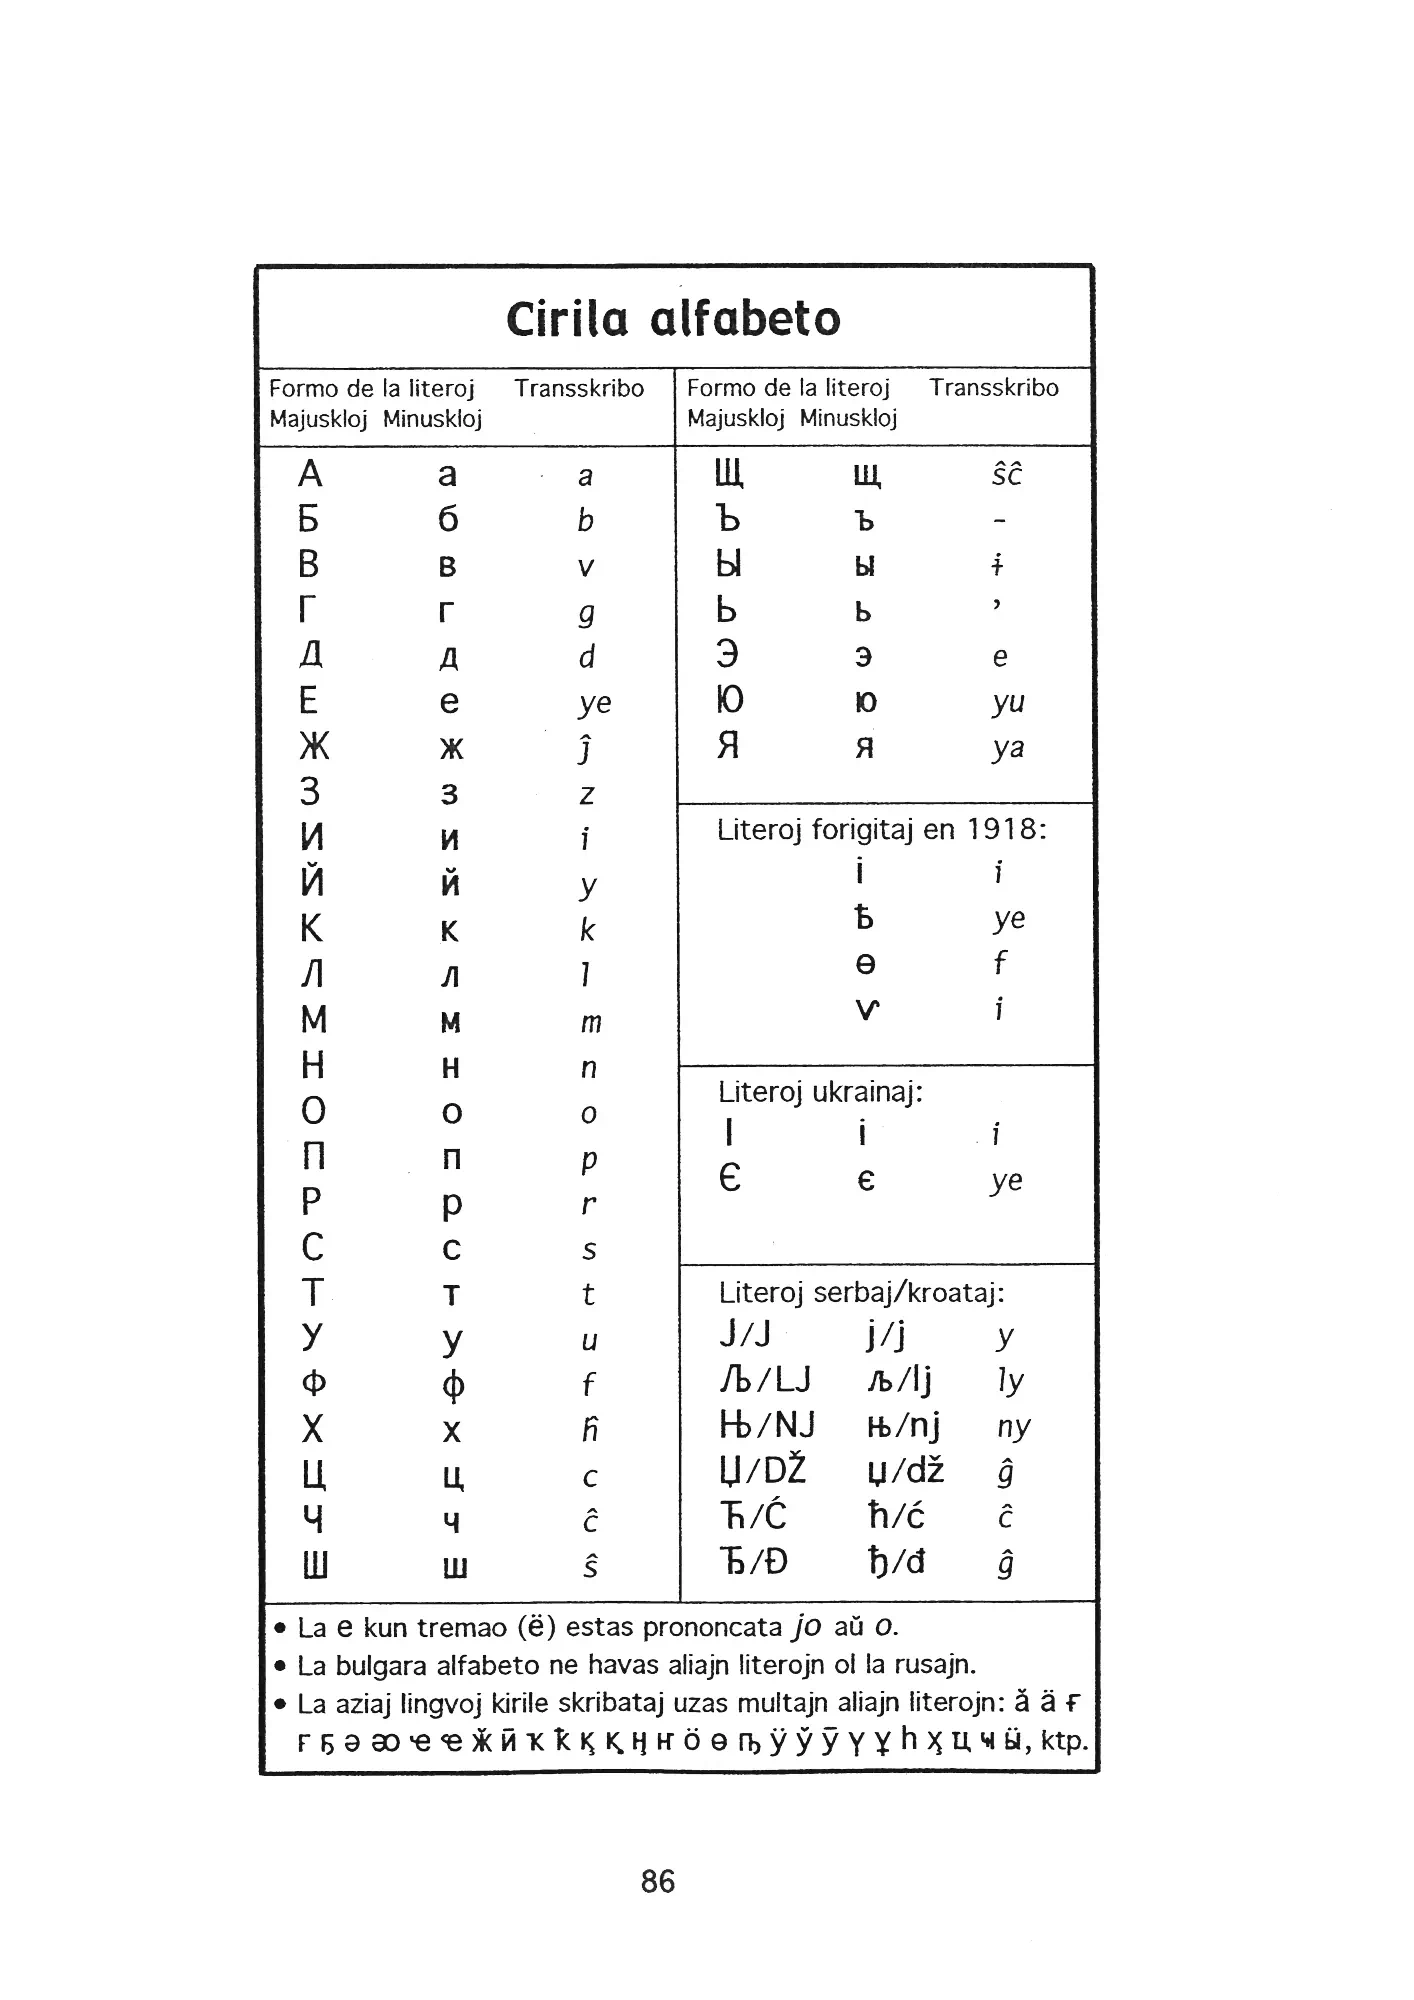 Cirila alfabeto
Formo de la literoj Transskribo
Majuskloj Minuskloj
А а a
Б б b
В в v
Г г g
Д д d
Е е ye
Ж ж ĵ
З з z
И и i
Й й y
К к k
Л л l
М м m
Н н n
О о o
П п p
Р р r
С с s
Т т t
У у u
Ф ф f
Х х ĥ
Ц ц c
Ч ч ĉ
Ш ш ŝ
Formo de la literoj Transskribo
Majuskloj Minuskloj
Щ щ ŝĉ
Ъ ъ -
Ы ы ɨ
Ь ь ’
Э э e
Ю ю yu
Я я ya
Literoj forigitaj en 1918:
і i
ѣ ye
ѳ f
ѵ i
Literoj ukrainaj:
І і i
Є є ye
Literoj serbaj/kroataj:
Ј/J ј/j y
Љ/LJ љ/lj ly
Њ/NJ њ/nj ny
Џ/DŽ џ/dž ĝ
Ћ/Ć ћ/ć ĉ
Ђ/Đ ђ/đ ĝ
• La e kun tremao (ë) estas prononcata jo aŭ o.
• La bulgara alfabeto ne havas aliajn literojn ol la rusajn.
• La aziaj lingvoj kirile skribataj uzas multajn aliajn literojn: ӑ ӓ ғ
г ҕ ә ӕ ҽ ҿ ӂ ӣ ҡ ҟ қ қ ң ҥ ӧ ө ҧ ӱ ў ӯ ү ұ һ ҳ ц ҹ ӹ, ktp.
86